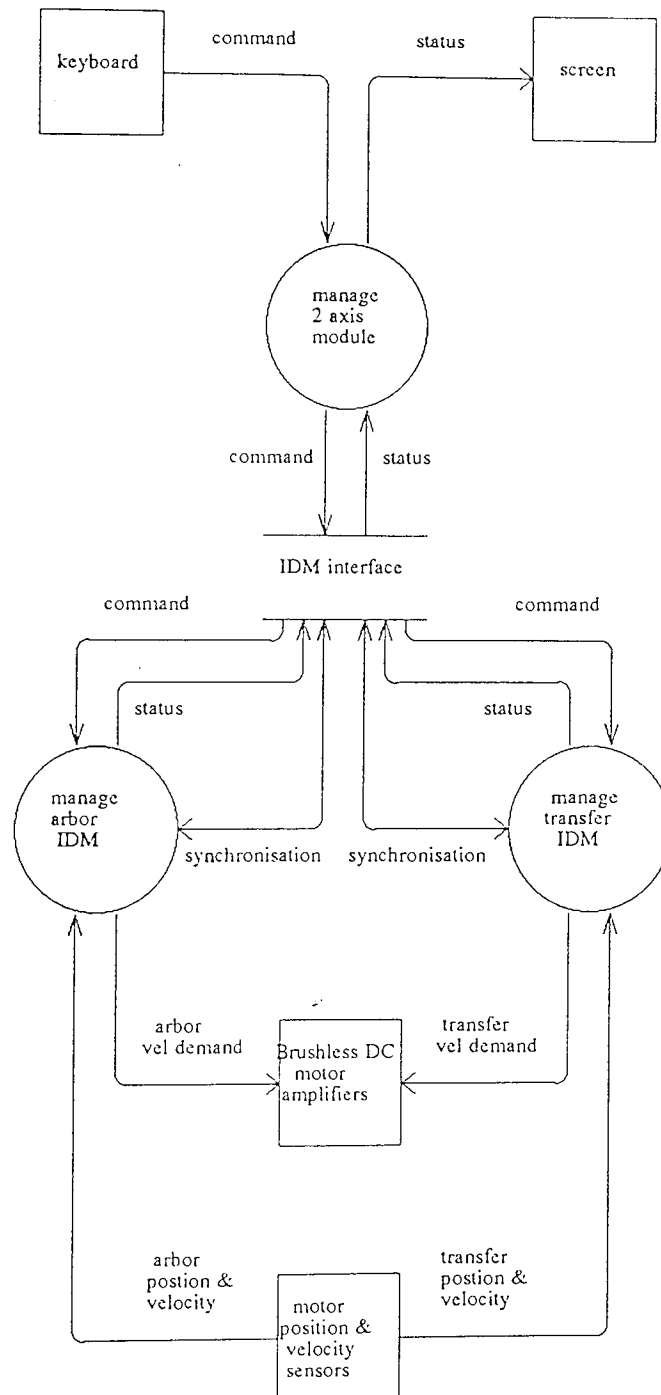 command
status
keyboard
screen
manage
2 axis
module
command
status
IDM interface
command
command
status
status
manage
arbor
IDM
manage
transfer
IDM
synchronisation
synchronisation
arbor
vel demand
transfer
vel demand
Brushless DC
motor
amplifiers
arbor
postion &
velocity
transfer
postion &
velocity
motor
position &
velocity
sensors